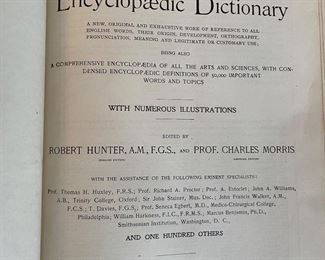 Encyclopædic Dictionary
A NEW, ORIGINAL AND EXHAUSTIVE WORK OF REFERENCE TO ALL
ENGLISH WORDS, THEIR ORIGIN, DEVELOPMENT, ORTHOGRAPHY,
PRONUNCIATION, MEANING AND LEGITIMATE OR CUSTOMARY USE;
BEING ALSO
A COMPREHENSIVE ENCYCLOPÆDIA OF ALL THE ARTS AND SCIENCES, WITH CON-
DENSED ENCYCLOPÆDIC DEFINITIONS OF 50,000 IMPORTANT
WORDS AND TOPICS
WITH NUMEROUS ILLUSTRATIONS
EDITED BY
ROBERT HUNTER, A.M., F.G.S., and PROF. CHARLES MORRIS
WITH THE ASSISTANCE OF THE FOLLOWING EMINENT SPECIALISTS:
Prof. Thomas H. Huxley, F.R.S.; Prof. Richard A. Proctor; Prof. A. Estoclet; John A. Williams,
A.B., Trinity College, Oxford; Sir John Stainer, Mus. Doc.; John Francis Walker, A.M.,
F.C.S.; T. Davies, F.G.S.; Prof. Seneca Egbert, M.D., Medico-Chirurgical College,
Philadelphia; William Harkness, F.I.C., F.R.M.S., Marcus Benjamin, Ph.D.,
Smithsonian Institution, Washington, D. C.,
AND ONE HUNDRED OTHERS